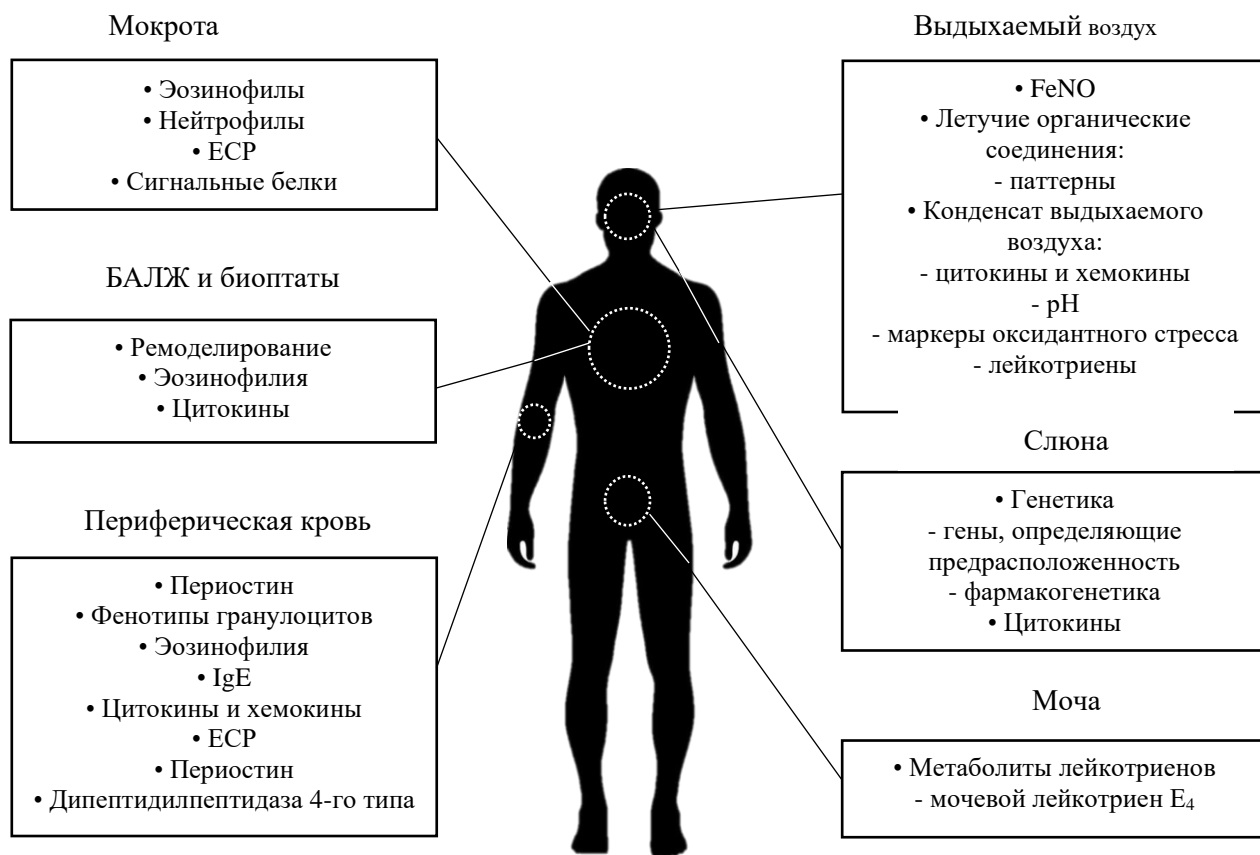 Мокрота
• Эозинофилы
• Нейтрофилы
• ECP
• Сигнальные белки
БАЛЖ и биоптаты
• Ремоделирование
• Эозинофилия
• Цитокины
Периферическая кровь
• Периостин
• Фенотипы гранулоцитов
• Эозинофилия
• IgE
• Цитокины и хемокины
• ECP
• Периостин
• Дипептидилпептидаза 4-го типа
Выдыхаемый воздух
• FeNO
• Летучие органические
соединения:
- паттерны
• Конденсат выдыхаемого
воздуха:
- цитокины и хемокины
- pH
- маркеры оксидантного стресса
- лейкотриены
Слюна
• Генетика
- гены, определяющие
предрасположенность
- фармакогенетика
• Цитокины
Моча
• Метаболиты лейкотриенов
- мочевой лейкотриен E₄